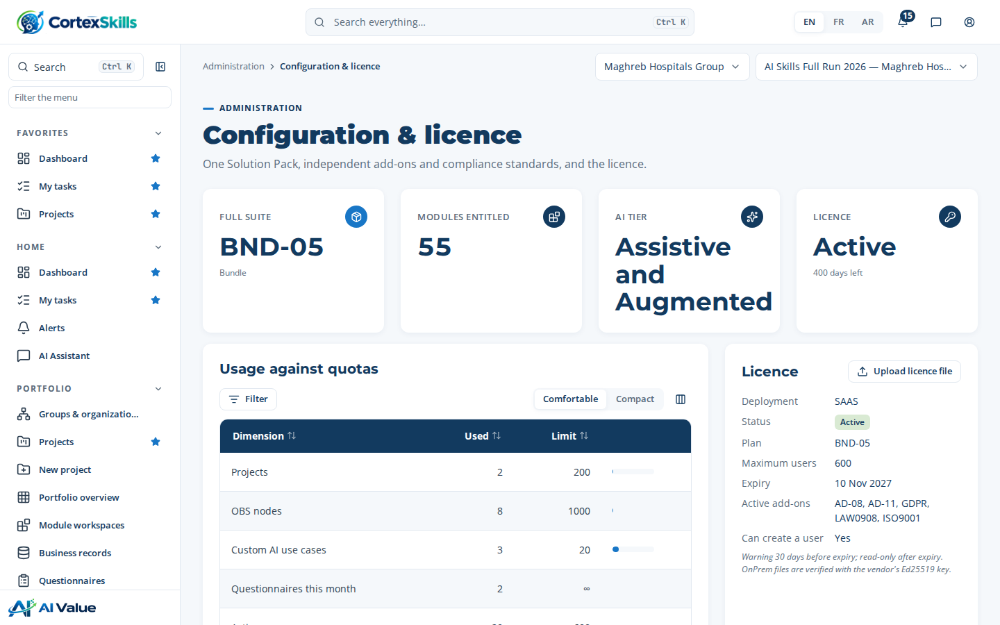 CortexSkills
Search everything...
Ctrl K
EN
FR
AR
15
Search
Ctrl K
Filter the menu
FAVORITES
Dashboard
My tasks
Projects
HOME
Dashboard
My tasks
Alerts
AI Assistant
PORTFOLIO
Groups & organizatio...
Projects
New project
Portfolio overview
Module workspaces
Business records
Questionnaires
AI Value
Administration > Configuration & licence
Maghreb Hospitals Group
AI Skills Full Run 2026 — Maghreb Hos...
ADMINISTRATION
Configuration & licence
One Solution Pack, independent add-ons and compliance standards, and the licence.
FULL SUITE
BND-05
Bundle
MODULES ENTITLED
55
AI TIER
Assistive
and
Augmented
LICENCE
Active
400 days left
Usage against quotas
Filter
Comfortable
Compact
Dimension
Used
Limit
Projects 2 200
OBS nodes 8 1000
Custom AI use cases 3 20
Questionnaires this month 2 ∞
Licence
Upload licence file
Deployment SAAS
Status Active
Plan BND-05
Maximum users 600
Expiry 10 Nov 2027
Active add-ons AD-08, AD-11, GDPR,
LAW0908, ISO9001
Can create a user Yes
Warning 30 days before expiry; read-only after expiry.
OnPrem files are verified with the vendor's Ed25519 key.